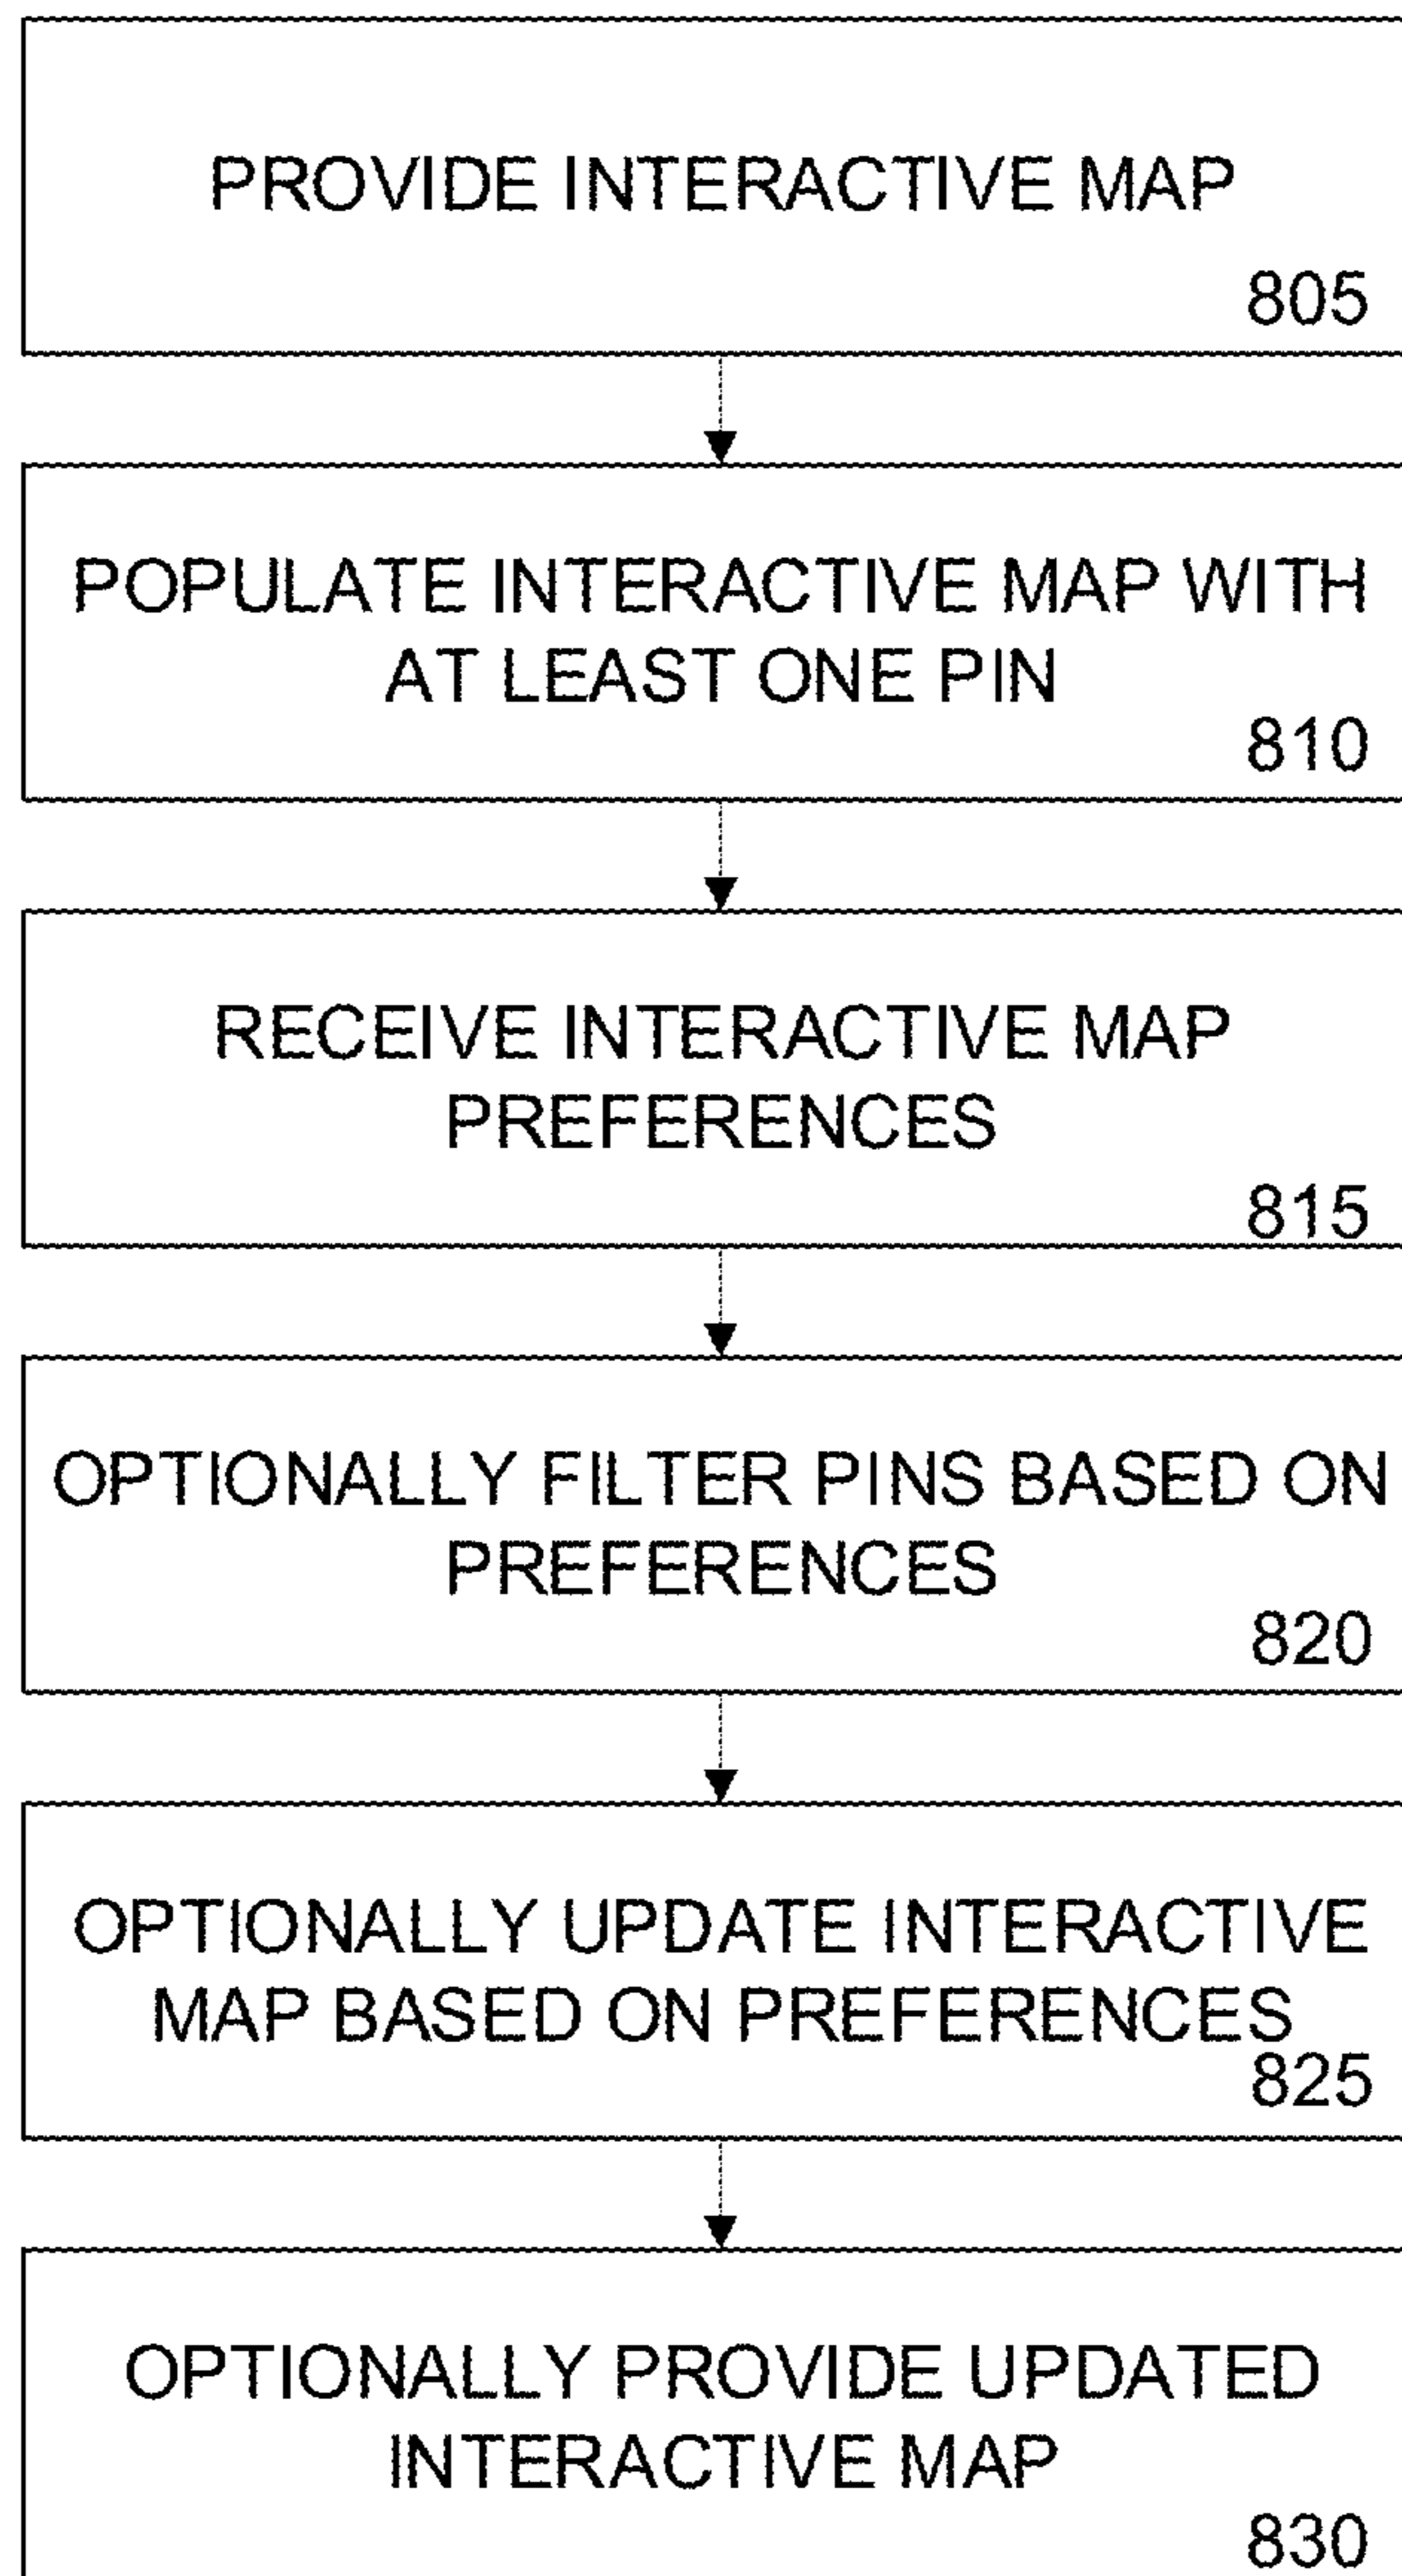 PROVIDE INTERACTIVE MAP
805
POPULATE INTERACTIVE MAP WITH
AT LEAST ONE PIN
810
RECEIVE INTERACTIVE MAP
PREFERENCES
815
OPTIONALLY FILTER PINS BASED ON
PREFERENCES
820
OPTIONALLY UPDATE INTERACTIVE
MAP BASED ON PREFERENCES
825
OPTIONALLY PROVIDE UPDATED
INTERACTIVE MAP
830